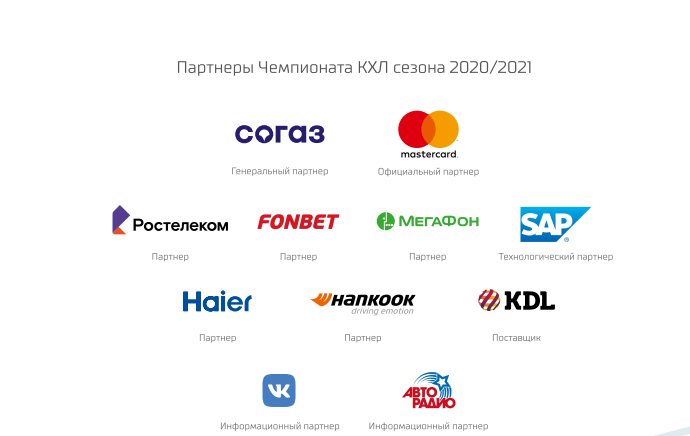 Партнеры Чемпионата КХЛ сезона 2020/2021
согаз
mastercard.
Генеральный партнер
Официальный партнер
Ростелеком
FONBET
МЕГАФОН
SAP®
Партнер
Партнер
Партнер
Технологический партнер
Haier
HANKOOK
driving emotion
KDL
Партнер
Партнер
Поставщик
VK
АВТО
РАДИО
Информационный партнер
Информационный партнер